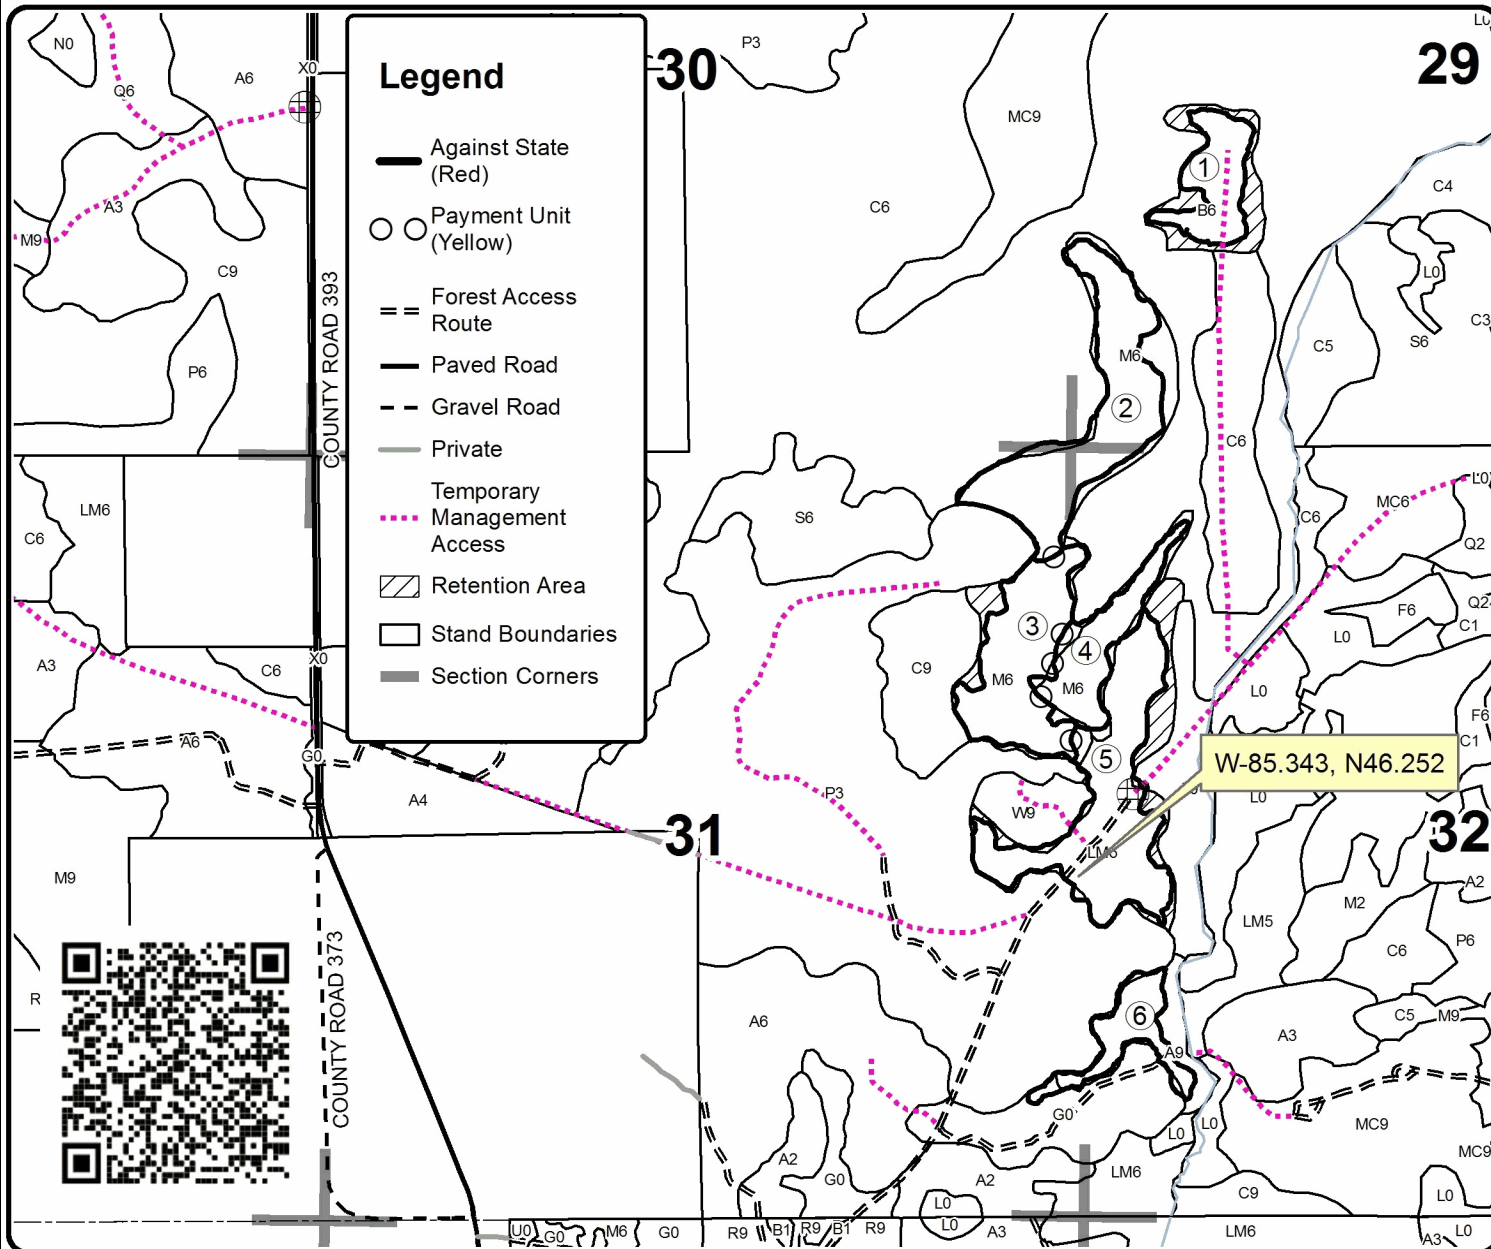 Legend
Against State
(Red)
Payment Unit
(Yellow)
Forest Access
Route
Paved Road
Gravel Road
Private
Temporary
Management
Access
Retention Area
Stand Boundaries
Section Corners
30
29
31
32
COUNTY ROAD 393
COUNTY ROAD 373
W-85.343, N46.252
N0
A6
X0
Q6
P3
MC9
C6
C4
A3
M9
C9
P6
1
B6
L0
C3
S6
C5
M6
2
C6
LM6
C6
S6
MC6
L0
C6
Q2
F6
Q2
C1
L0
A3
C6
X0
3
4
C9
M6
M6
L0
F6
C1
A6
G0
5
A4
P3
W9
L0
LM6
M9
A2
M2
LM5
C6
P6
R
A6
6
A3
C5
M9
A9
G0
L0
L0
MC9
MC9
A2
G0
A2
LM6
C9
L0
L0
L0
U0
G0
M6
G0
R9
B1
R9
B1
R9
A3
LM6
A3
L0